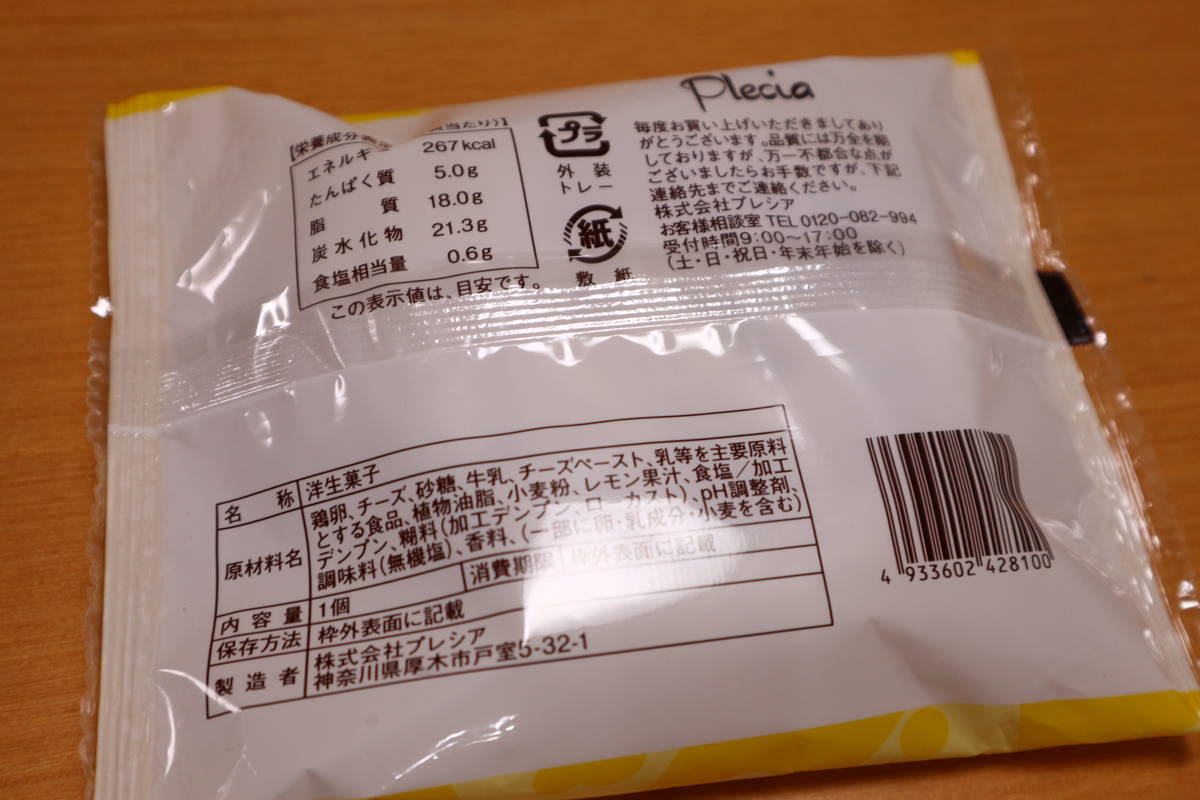 Plecia
【栄養成分表 当たり)】
エネルギー 267kcal
たんぱく質 5.0g
脂質 18.0g
炭水化物 21.3g
食塩相当量 0.6g
この表示値は、目安です。
プラ
外装
トレー
紙
敷紙
毎度お買い上げいただきましてあり
がとうございます。品質には万全を期
しておりますが、万一不都合な点が
ございましたらお手数ですが、下記
連絡先までご連絡ください。
株式会社プレシア
お客様相談室 TEL 0120-082-994
受付時間9:00～17:00
(土・日・祝日・年末年始を除く)
名称 洋生菓子
原材料名 鶏卵、チーズ、砂糖、牛乳、チーズペースト、乳等を主要原料
とする食品、植物油脂、小麦粉、レモン果汁、食塩／加工
デンプン、糊料(加工デンプン、ローカスト)、pH調整剤、
調味料(無機塩)、香料、(一部に卵・乳成分・小麦を含む)
内容量 1個 消費期限 枠外表面に記載
保存方法 枠外表面に記載
製造者 株式会社プレシア
神奈川県厚木市戸室5-32-1
4 933602 428100